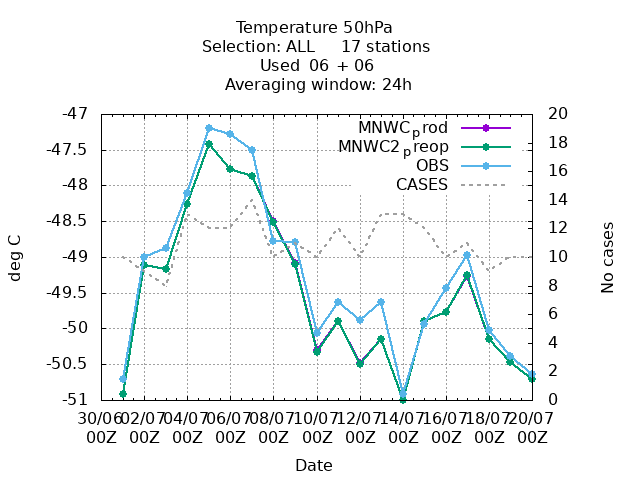 Temperature 50hPa
Selection: ALL 17 stations
Used 06 + 06
Averaging window: 24h
MNWCprod
MNWC2preop
OBS
CASES
deg C
-47
-47.5
-48
-48.5
-49
-49.5
-50
-50.5
-51
20
18
16
14
12
10
8
6
4
2
0
No cases
30/06 02/07 04/07 06/07 08/07 10/07 12/07 14/07 16/07 18/07 20/07
00Z 00Z 00Z 00Z 00Z 00Z 00Z 00Z 00Z 00Z 00Z
Date